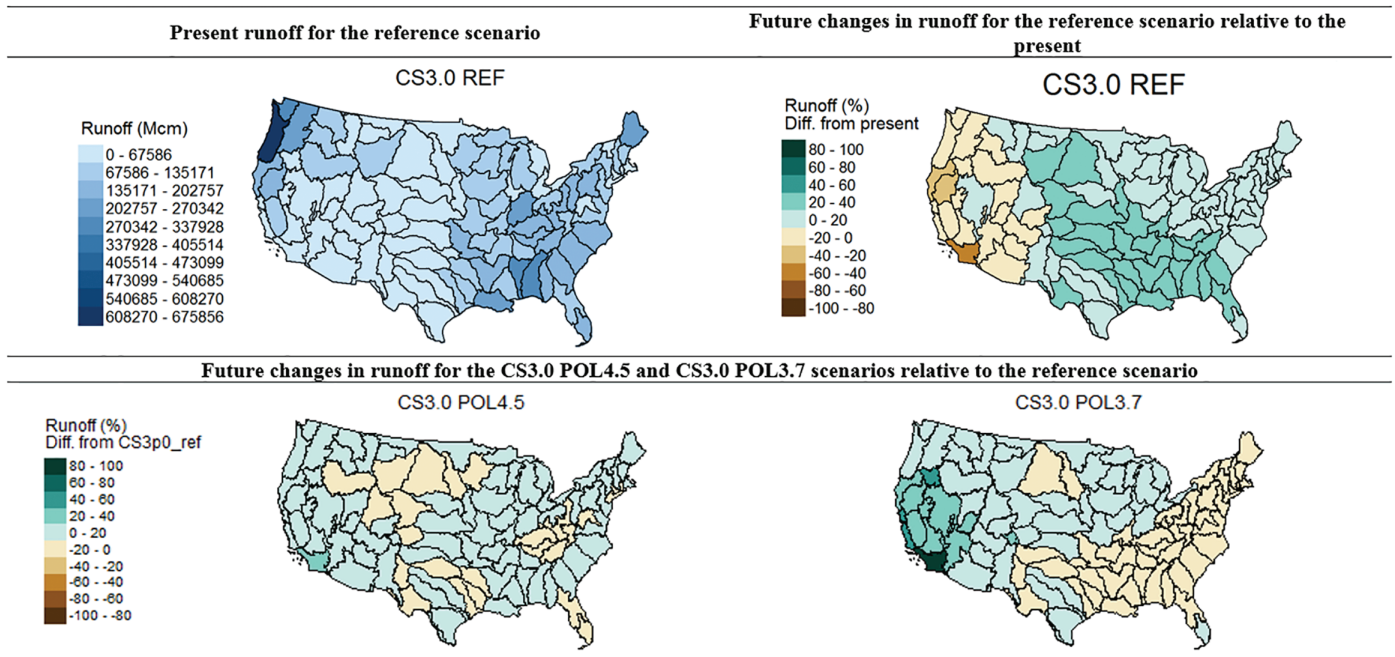 Present runoff for the reference scenario
Future changes in runoff for the reference scenario relative to the
present
CS3.0 REF
Runoff (Mcm)
0 - 67586
67586 - 135171
135171 - 202757
202757 - 270342
270342 - 337928
337928 - 405514
405514 - 473099
473099 - 540685
540685 - 608270
608270 - 675856
CS3.0 REF
Runoff (%)
Diff. from present
80 - 100
60 - 80
40 - 60
20 - 40
0 - 20
-20 - 0
-40 - -20
-60 - -40
-80 - -60
-100 - -80
Future changes in runoff for the CS3.0 POL4.5 and CS3.0 POL3.7 scenarios relative to the reference scenario
CS3.0 POL4.5
Runoff (%)
Diff. from CS3p0_ref
80 - 100
60 - 80
40 - 60
20 - 40
0 - 20
-20 - 0
-40 - -20
-60 - -40
-80 - -60
-100 - -80
CS3.0 POL3.7